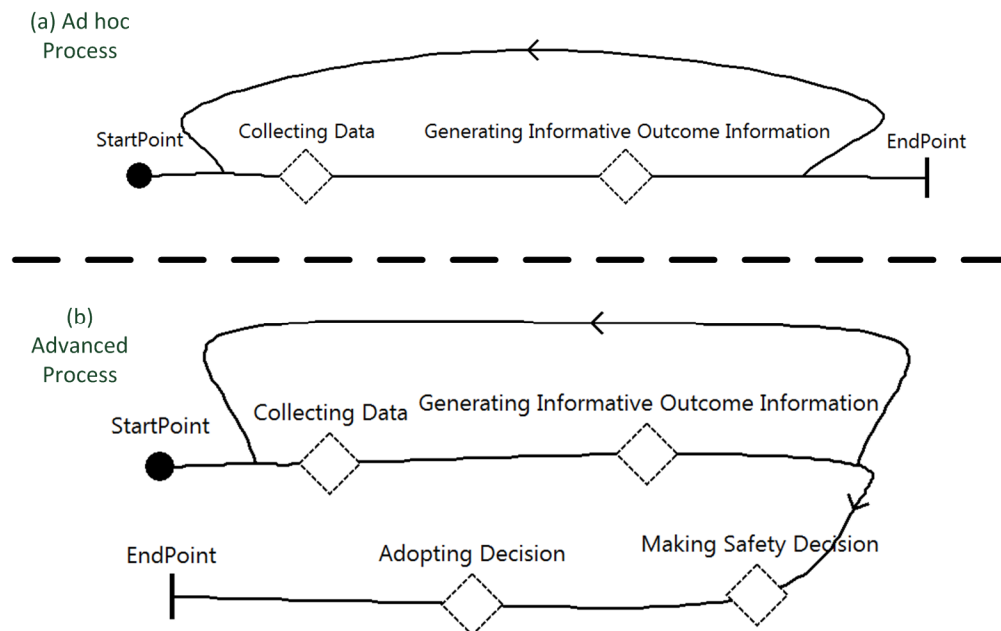 (a) Ad hoc
Process
StartPoint
Collecting Data
Generating Informative Outcome Information
EndPoint
(b)
Advanced
Process
StartPoint
Collecting Data
Generating Informative Outcome Information
EndPoint
Adopting Decision
Making Safety Decision